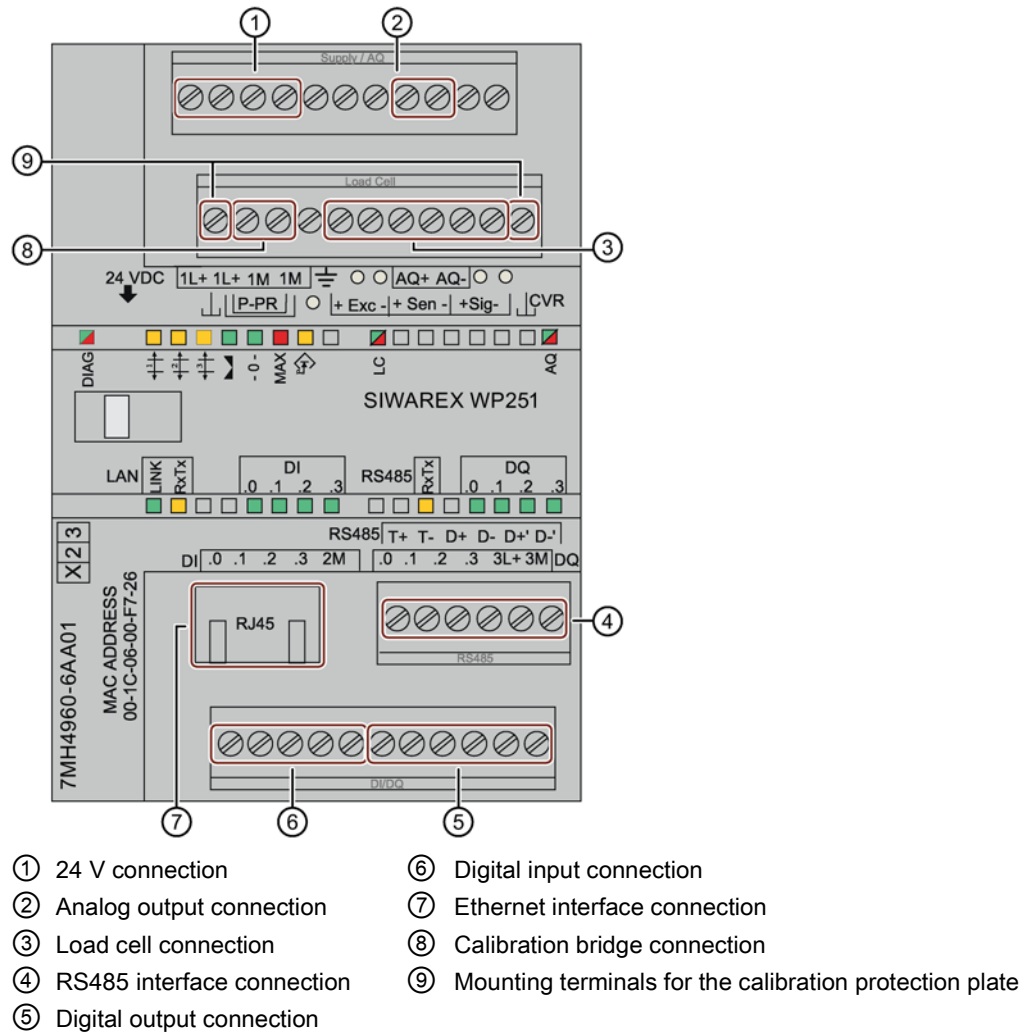 ① ②
Supply / AQ
⑨
Load Cell
⑧ ③
24 VDC 1L+ 1L+ 1M 1M AQ+ AQ-
P-PR + Exc - + Sen - +Sig- CVR
DIAG 1 2 3 - 0 - MAX LC AQ
SIWAREX WP251
LAN LINK RxTx DI .0 .1 .2 .3 RS485 RxTx DQ .0 .1 .2 .3
RS485 T+ T- D+ D- D+' D-'
DI .0 .1 .2 .3 2M .0 .1 .2 .3 3L+ 3M DQ
X 2 3
7MH4960-6AA01
MAC ADDRESS
00-1C-06-00-F7-26
RJ45
④
RS485
DI/DQ
⑦ ⑥ ⑤
① 24 V connection
② Analog output connection
③ Load cell connection
④ RS485 interface connection
⑤ Digital output connection
⑥ Digital input connection
⑦ Ethernet interface connection
⑧ Calibration bridge connection
⑨ Mounting terminals for the calibration protection plate